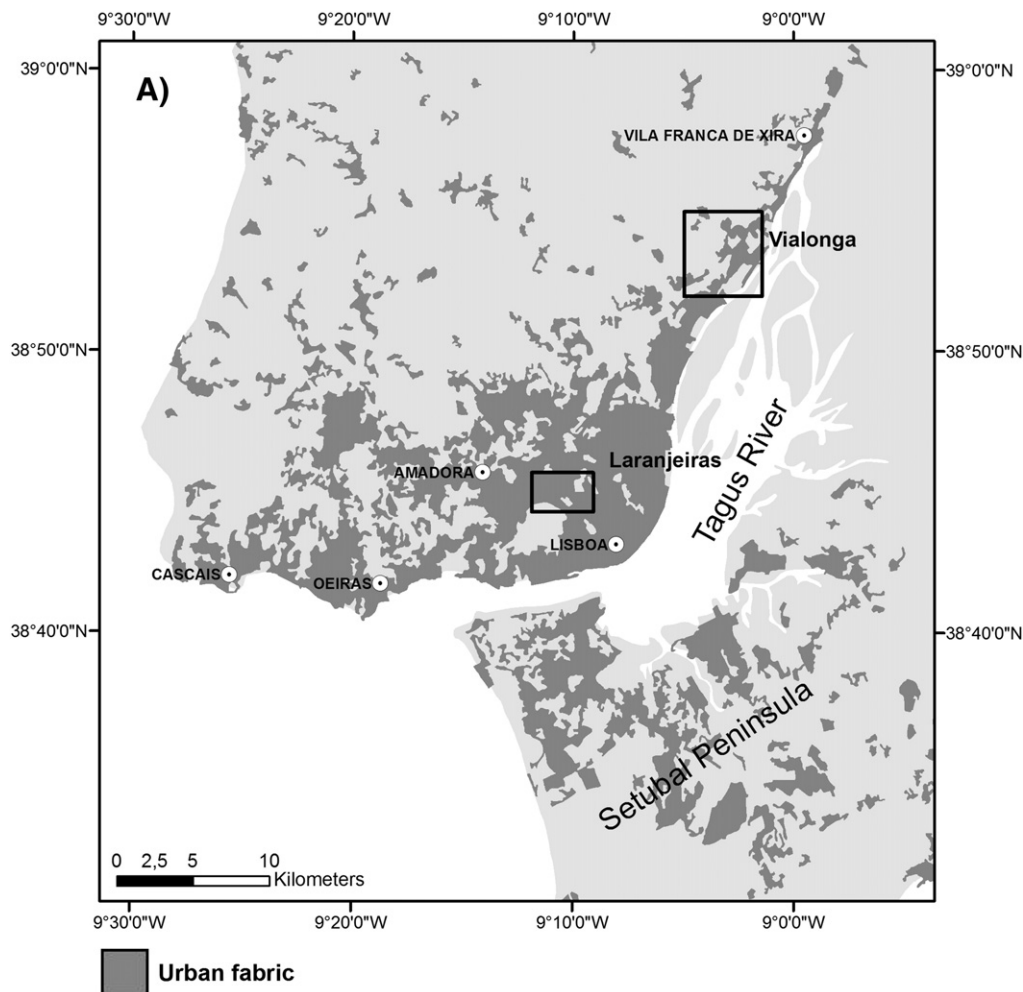 9°30'0"W 9°20'0"W 9°10'0"W 9°0'0"W
39°0'0"N 39°0'0"N
A)
VILA FRANCA DE XIRA
Vialonga
38°50'0"N 38°50'0"N
Tagus River
Laranjeiras
AMADORA
LISBOA
CASCAIS
OEIRAS
38°40'0"N 38°40'0"N
Setubal Peninsula
0 2,5 5 10
Kilometers
9°30'0"W 9°20'0"W 9°10'0"W 9°0'0"W
Urban fabric